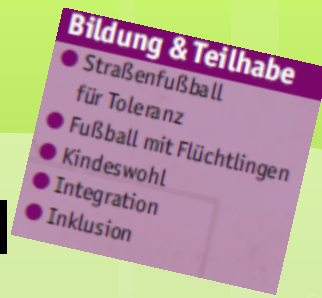 Bildung & Teilhabe
● Straßenfußball
für Toleranz
● Fußball mit Flüchtlingen
● Kindeswohl
● Integration
● Inklusion